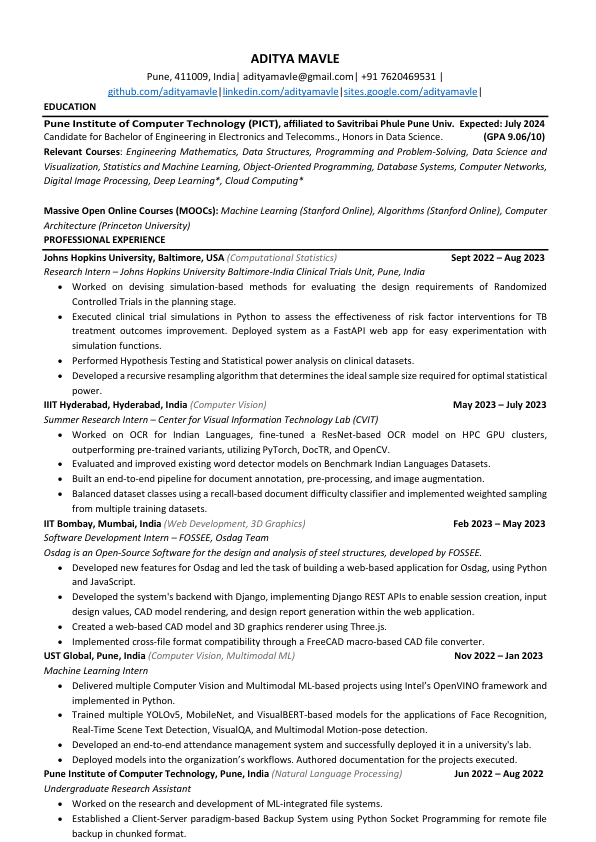 ADITYA MAVLE
Pune, 411009, India| adityamavle@gmail.com| +91 7620469531 |
github.com/adityamavle|linkedin.com/adityamavle|sites.google.com/adityamavle|
EDUCATION
Pune Institute of Computer Technology (PICT), affiliated to Savitribai Phule Pune Univ. Expected: July 2024
Candidate for Bachelor of Engineering in Electronics and Telecomms., Honors in Data Science. (GPA 9.06/10)
Relevant Courses: Engineering Mathematics, Data Structures, Programming and Problem-Solving, Data Science and
Visualization, Statistics and Machine Learning, Object-Oriented Programming, Database Systems, Computer Networks,
Digital Image Processing, Deep Learning*, Cloud Computing*
Massive Open Online Courses (MOOCs): Machine Learning (Stanford Online), Algorithms (Stanford Online), Computer
Architecture (Princeton University)
PROFESSIONAL EXPERIENCE
Johns Hopkins University, Baltimore, USA (Computational Statistics) Sept 2022 – Aug 2023
Research Intern – Johns Hopkins University Baltimore-India Clinical Trials Unit, Pune, India
• Worked on devising simulation-based methods for evaluating the design requirements of Randomized
Controlled Trials in the planning stage.
• Executed clinical trial simulations in Python to assess the effectiveness of risk factor interventions for TB
treatment outcomes improvement. Deployed system as a FastAPI web app for easy experimentation with
simulation functions.
• Performed Hypothesis Testing and Statistical power analysis on clinical datasets.
• Developed a recursive resampling algorithm that determines the ideal sample size required for optimal statistical
power.
IIIT Hyderabad, Hyderabad, India (Computer Vision) May 2023 – July 2023
Summer Research Intern – Center for Visual Information Technology Lab (CVIT)
• Worked on OCR for Indian Languages, fine-tuned a ResNet-based OCR model on HPC GPU clusters,
outperforming pre-trained variants, utilizing PyTorch, DocTR, and OpenCV.
• Evaluated and improved existing word detector models on Benchmark Indian Languages Datasets.
• Built an end-to-end pipeline for document annotation, pre-processing, and image augmentation.
• Balanced dataset classes using a recall-based document difficulty classifier and implemented weighted sampling
from multiple training datasets.
IIT Bombay, Mumbai, India (Web Development, 3D Graphics) Feb 2023 – May 2023
Software Development Intern – FOSSEE, Osdag Team
Osdag is an Open-Source Software for the design and analysis of steel structures, developed by FOSSEE.
• Developed new features for Osdag and led the task of building a web-based application for Osdag, using Python
and JavaScript.
• Developed the system's backend with Django, implementing Django REST APIs to enable session creation, input
design values, CAD model rendering, and design report generation within the web application.
• Created a web-based CAD model and 3D graphics renderer using Three.js.
• Implemented cross-file format compatibility through a FreeCAD macro-based CAD file converter.
UST Global, Pune, India (Computer Vision, Multimodal ML) Nov 2022 – Jan 2023
Machine Learning Intern
• Delivered multiple Computer Vision and Multimodal ML-based projects using Intel's OpenVINO framework and
implemented in Python.
• Trained multiple YOLOv5, MobileNet, and VisualBERT-based models for the applications of Face Recognition,
Real-Time Scene Text Detection, VisualQA, and Multimodal Motion-pose detection.
• Developed an end-to-end attendance management system and successfully deployed it in a university's lab.
• Deployed models into the organization's workflows. Authored documentation for the projects executed.
Pune Institute of Computer Technology, Pune, India (Natural Language Processing) Jun 2022 – Aug 2022
Undergraduate Research Assistant
• Worked on the research and development of ML-integrated file systems.
• Established a Client-Server paradigm-based Backup System using Python Socket Programming for remote file
backup in chunked format.